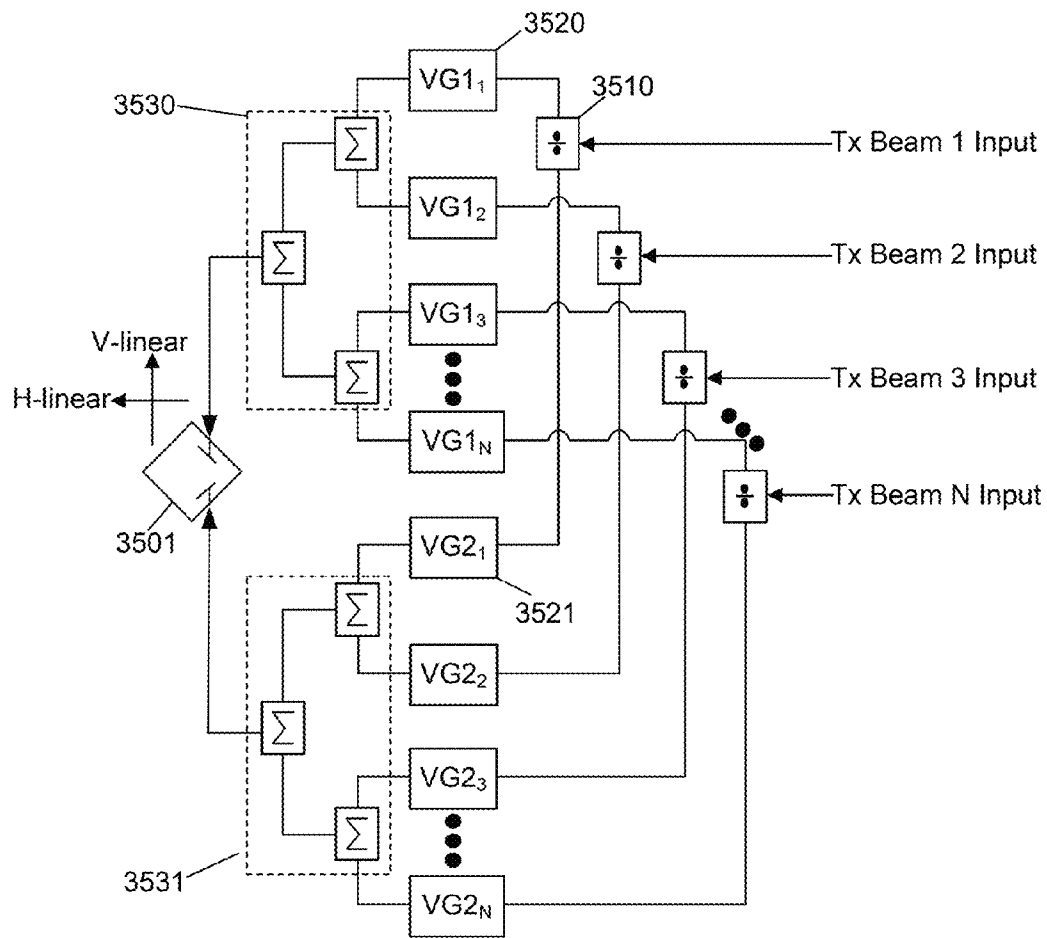 3520
VG1₁
3510
3530
Σ
÷
Tx Beam 1 Input
VG1₂
Σ
÷
Tx Beam 2 Input
VG1₃
V-linear
Σ
÷
Tx Beam 3 Input
H-linear
VG1N
÷
Tx Beam N Input
3501
VG2₁
3521
Σ
VG2₂
Σ
VG2₃
Σ
3531
VG2N